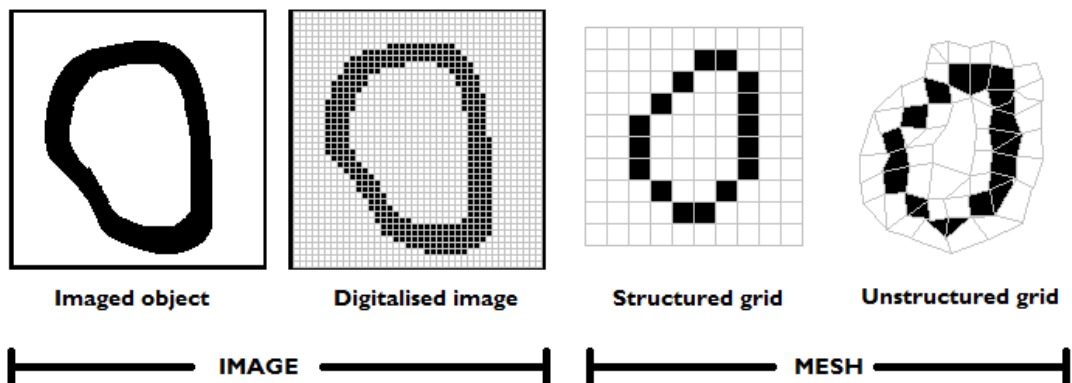 Imaged object
Digitalised image
Structured grid
Unstructured grid
IMAGE
MESH